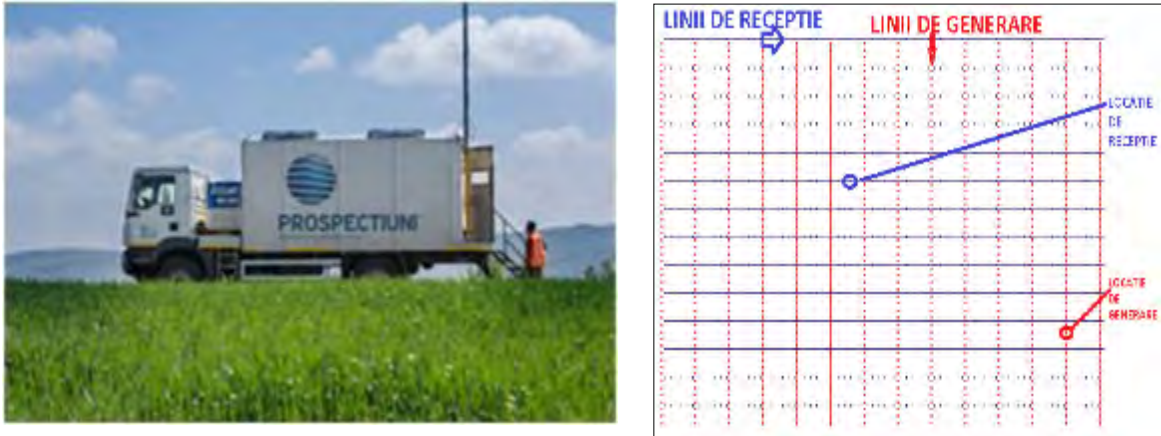 PROSPECTIUNI
LINII DE RECEPTIE
LINII DE GENERARE
LOCATIE
DE
RECEPTIE
LOCATIE
DE
GENERARE